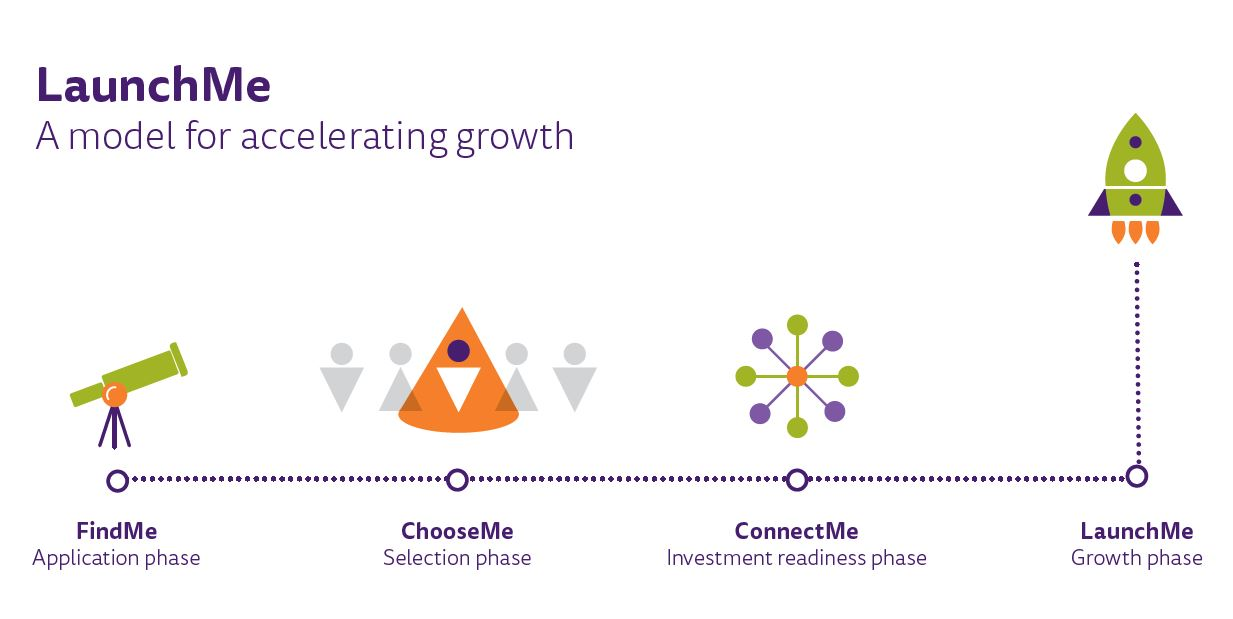 LaunchMe
A model for accelerating growth
FindMe
Application phase
ChooseMe
Selection phase
ConnectMe
Investment readiness phase
LaunchMe
Growth phase